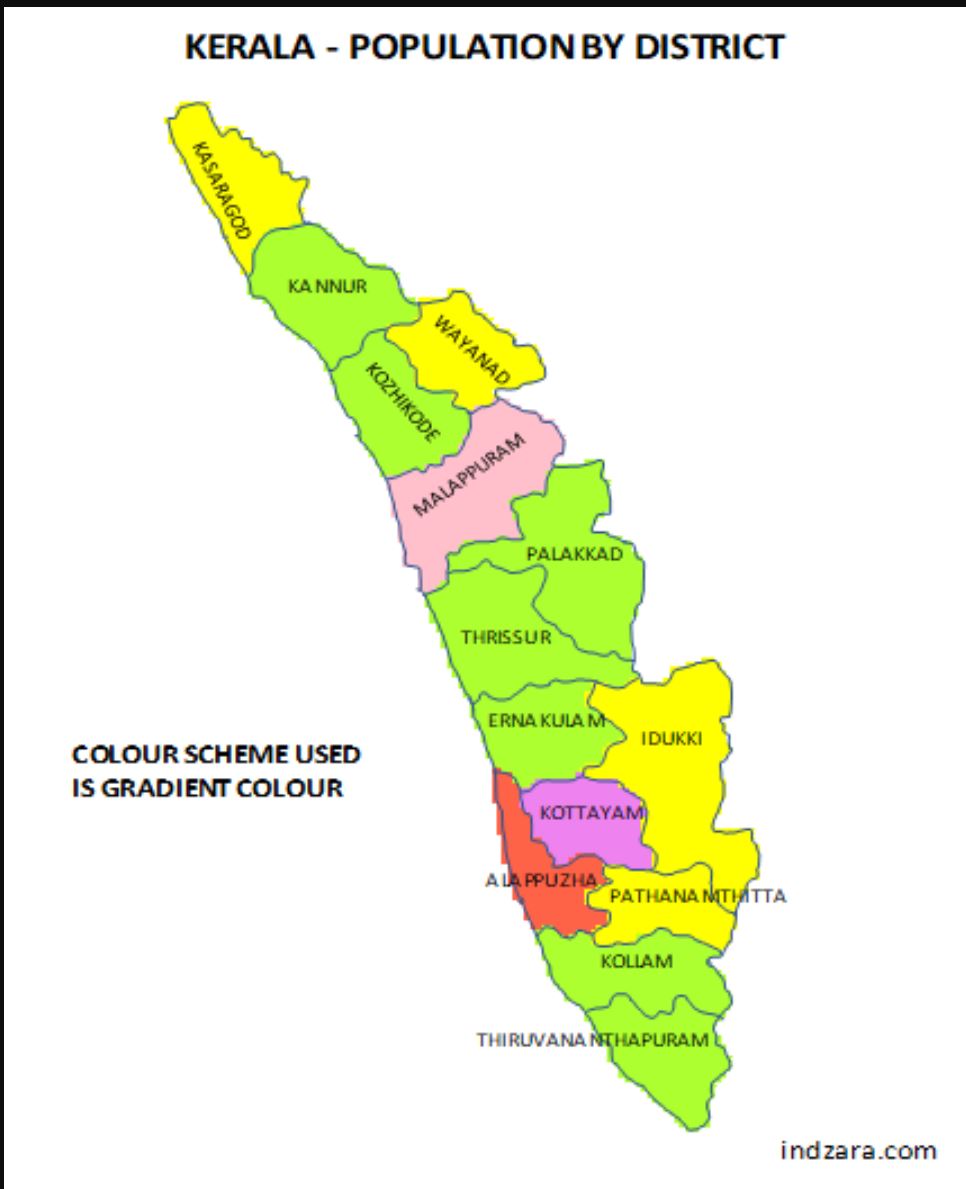 KERALA - POPULATION BY DISTRICT
KASARAGOD
KANNUR
WAYANAD
KOZHIKODE
MALAPPURAM
PALAKKAD
THRISSUR
ERNAKULAM
IDUKKI
COLOUR SCHEME USED
IS GRADIENT COLOUR
KOTTAYAM
ALAPPUZHA
PATHANAMTHITTA
KOLLAM
THIRUVANANTHAPURAM
indzara.com